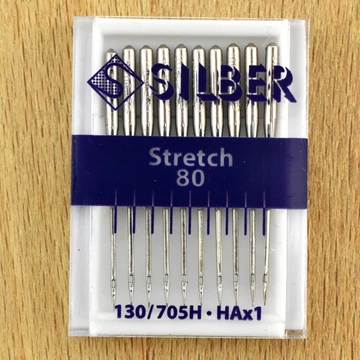 SILBER
Stretch
80
130/705H • HAx1